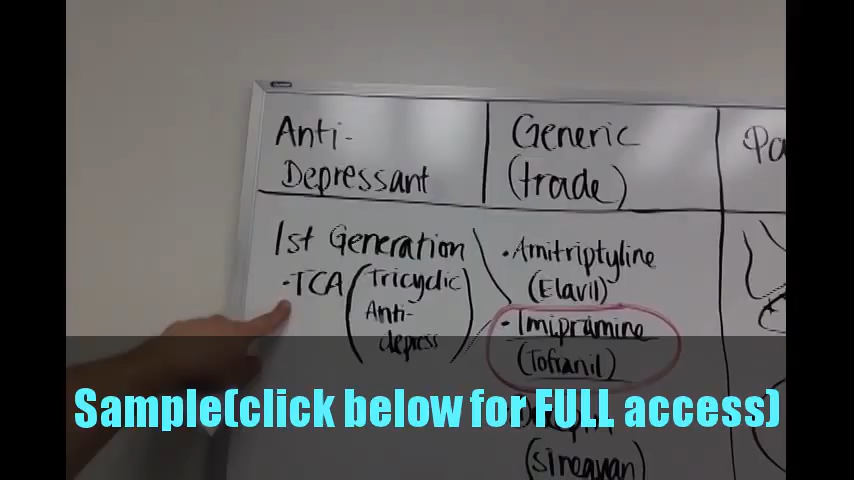 Anti-
Depressant
Generic
(trade)
Pa
1st Generation
·TCA (Tricyclic
Anti-
depress)
·Amitriptyline
(Elavil)
·Imipramine
(Tofranil)
Sample(click below for FULL access)